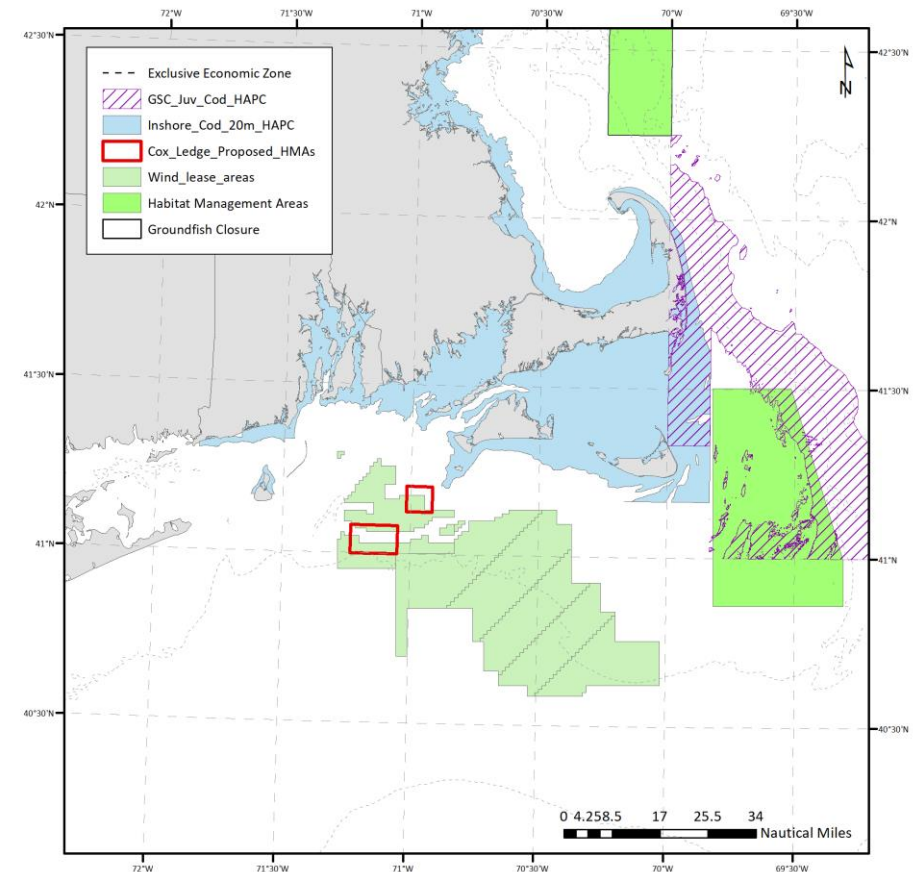 72°W 71°30'W 71°W 70°30'W 70°W 69°30'W
42°30'N 42°30'N
Exclusive Economic Zone
GSC_Juv_Cod_HAPC
Inshore_Cod_20m_HAPC
Cox_Ledge_Proposed_HMAs
Wind_lease_areas
Habitat Management Areas
Groundfish Closure
N
42°N 42°N
41°30'N 41°30'N
41°N 41°N
40°30'N 40°30'N
0 4.258.5 17 25.5 34
Nautical Miles
72°W 71°30'W 71°W 70°30'W 70°W 69°30'W